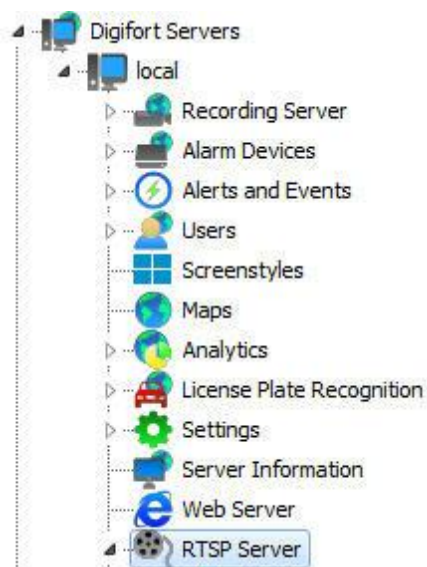 Digifort Servers
local
Recording Server
Alarm Devices
Alerts and Events
Users
Screenstyles
Maps
Analytics
License Plate Recognition
Settings
Server Information
Web Server
RTSP Server